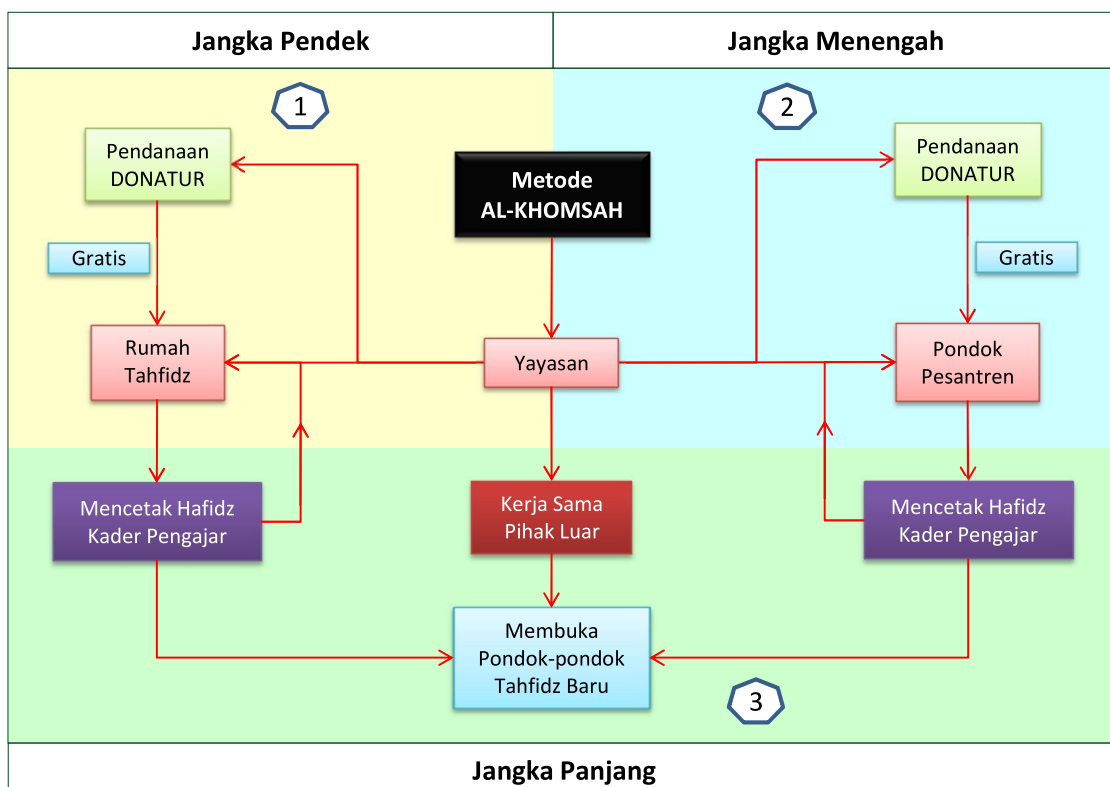 Jangka Pendek
Jangka Menengah
1
2
Pendanaan
DONATUR
Metode
AL-KHOMSAH
Pendanaan
DONATUR
Gratis
Gratis
Rumah
Tahfidz
Yayasan
Pondok
Pesantren
Mencetak Hafidz
Kader Pengajar
Kerja Sama
Pihak Luar
Mencetak Hafidz
Kader Pengajar
Membuka
Pondok-pondok
Tahfidz Baru
3
Jangka Panjang